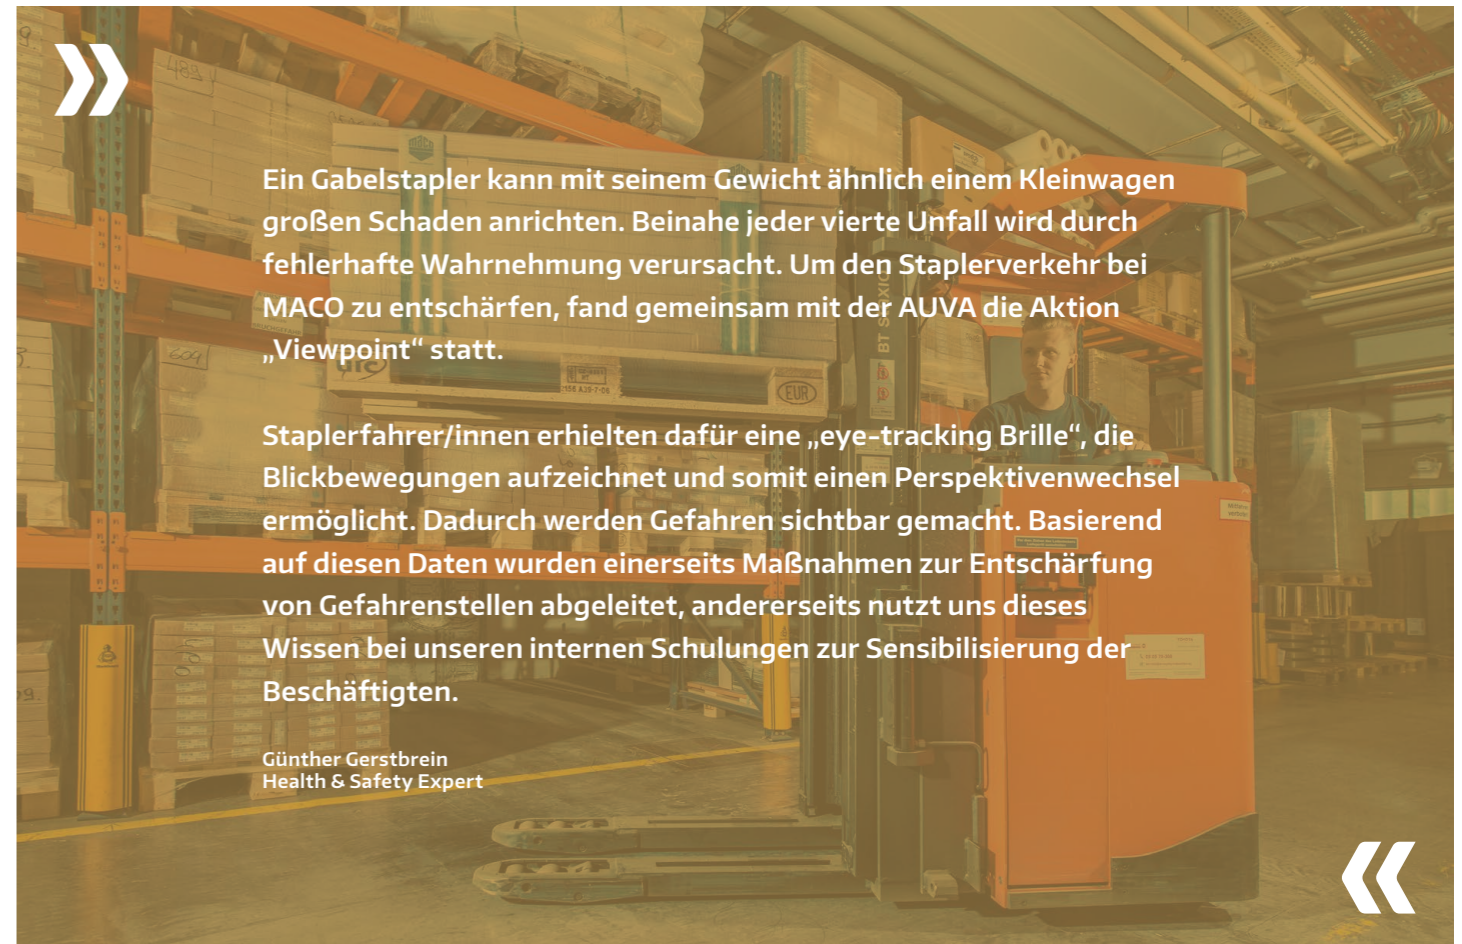 »
Ein Gabelstapler kann mit seinem Gewicht ähnlich einem Kleinwagen
großen Schaden anrichten. Beinahe jeder vierte Unfall wird durch
fehlerhafte Wahrnehmung verursacht. Um den Staplerverkehr bei
MACO zu entschärfen, fand gemeinsam mit der AUVA die Aktion
„Viewpoint“ statt.
Staplerfahrer/innen erhielten dafür eine „eye-tracking Brille“, die
Blickbewegungen aufzeichnet und somit einen Perspektivenwechsel
ermöglicht. Dadurch werden Gefahren sichtbar gemacht. Basierend
auf diesen Daten wurden einerseits Maßnahmen zur Entschärfung
von Gefahrenstellen abgeleitet, andererseits nutzt uns dieses
Wissen bei unseren internen Schulungen zur Sensibilisierung der
Beschäftigten.
Günther Gerstbrein
Health & Safety Expert
«
482
609.
EUR